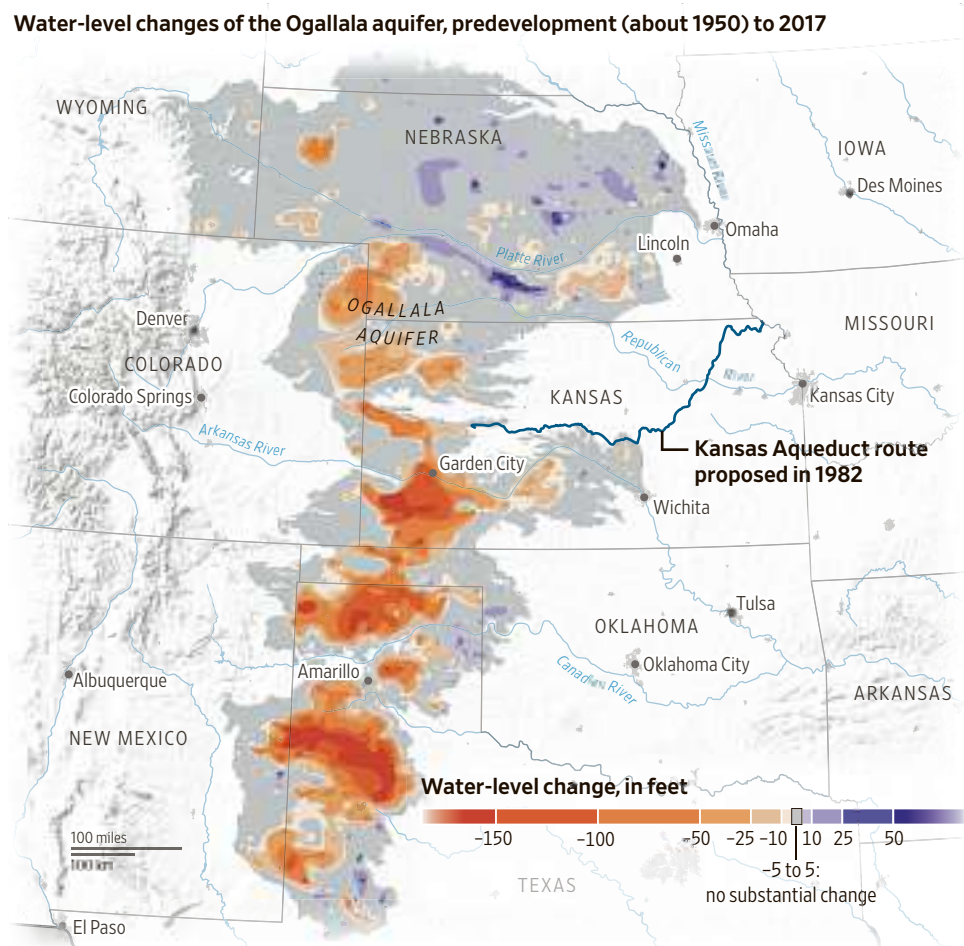 Water-level changes of the Ogallala aquifer, predevelopment (about 1950) to 2017
WYOMING
NEBRASKA
Missouri River
IOWA
Des Moines
Omaha
Lincoln
Platte River
OGALLALA
AQUIFER
Denver
COLORADO
Colorado Springs
Republican
River
MISSOURI
KANSAS
Kansas City
Arkansas River
Garden City
Kansas Aqueduct route
proposed in 1982
Wichita
Tulsa
OKLAHOMA
Oklahoma City
Canadian River
Amarillo
Albuquerque
ARKANSAS
NEW MEXICO
Water-level change, in feet
−150 −100 −50 −25 −10 10 25 50
−5 to 5:
no substantial change
100 miles
100 km
TEXAS
El Paso